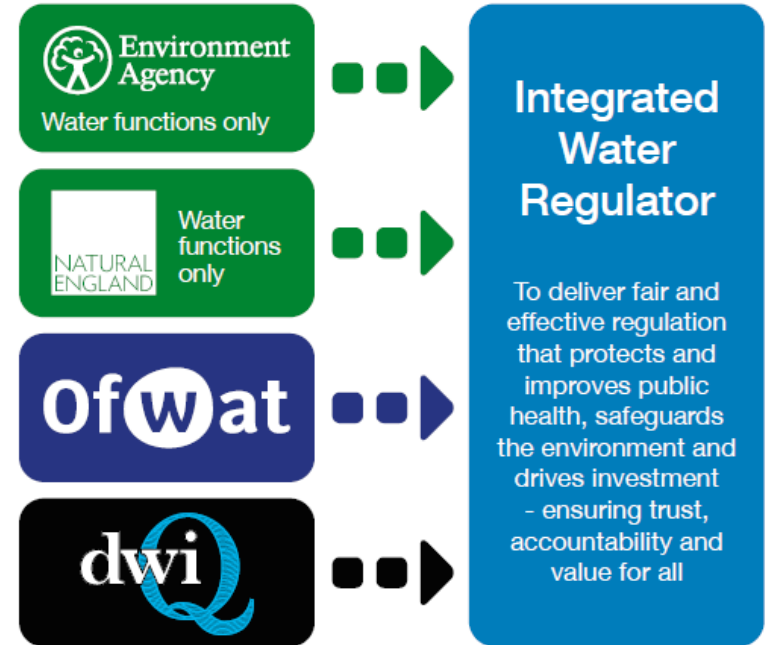 Environment
Agency
Water functions only
NATURAL
ENGLAND
Water
functions
only
Ofwat
dwi
Q
Integrated
Water
Regulator
To deliver fair and
effective regulation
that protects and
improves public
health, safeguards
the environment and
drives investment
- ensuring trust,
accountability and
value for all